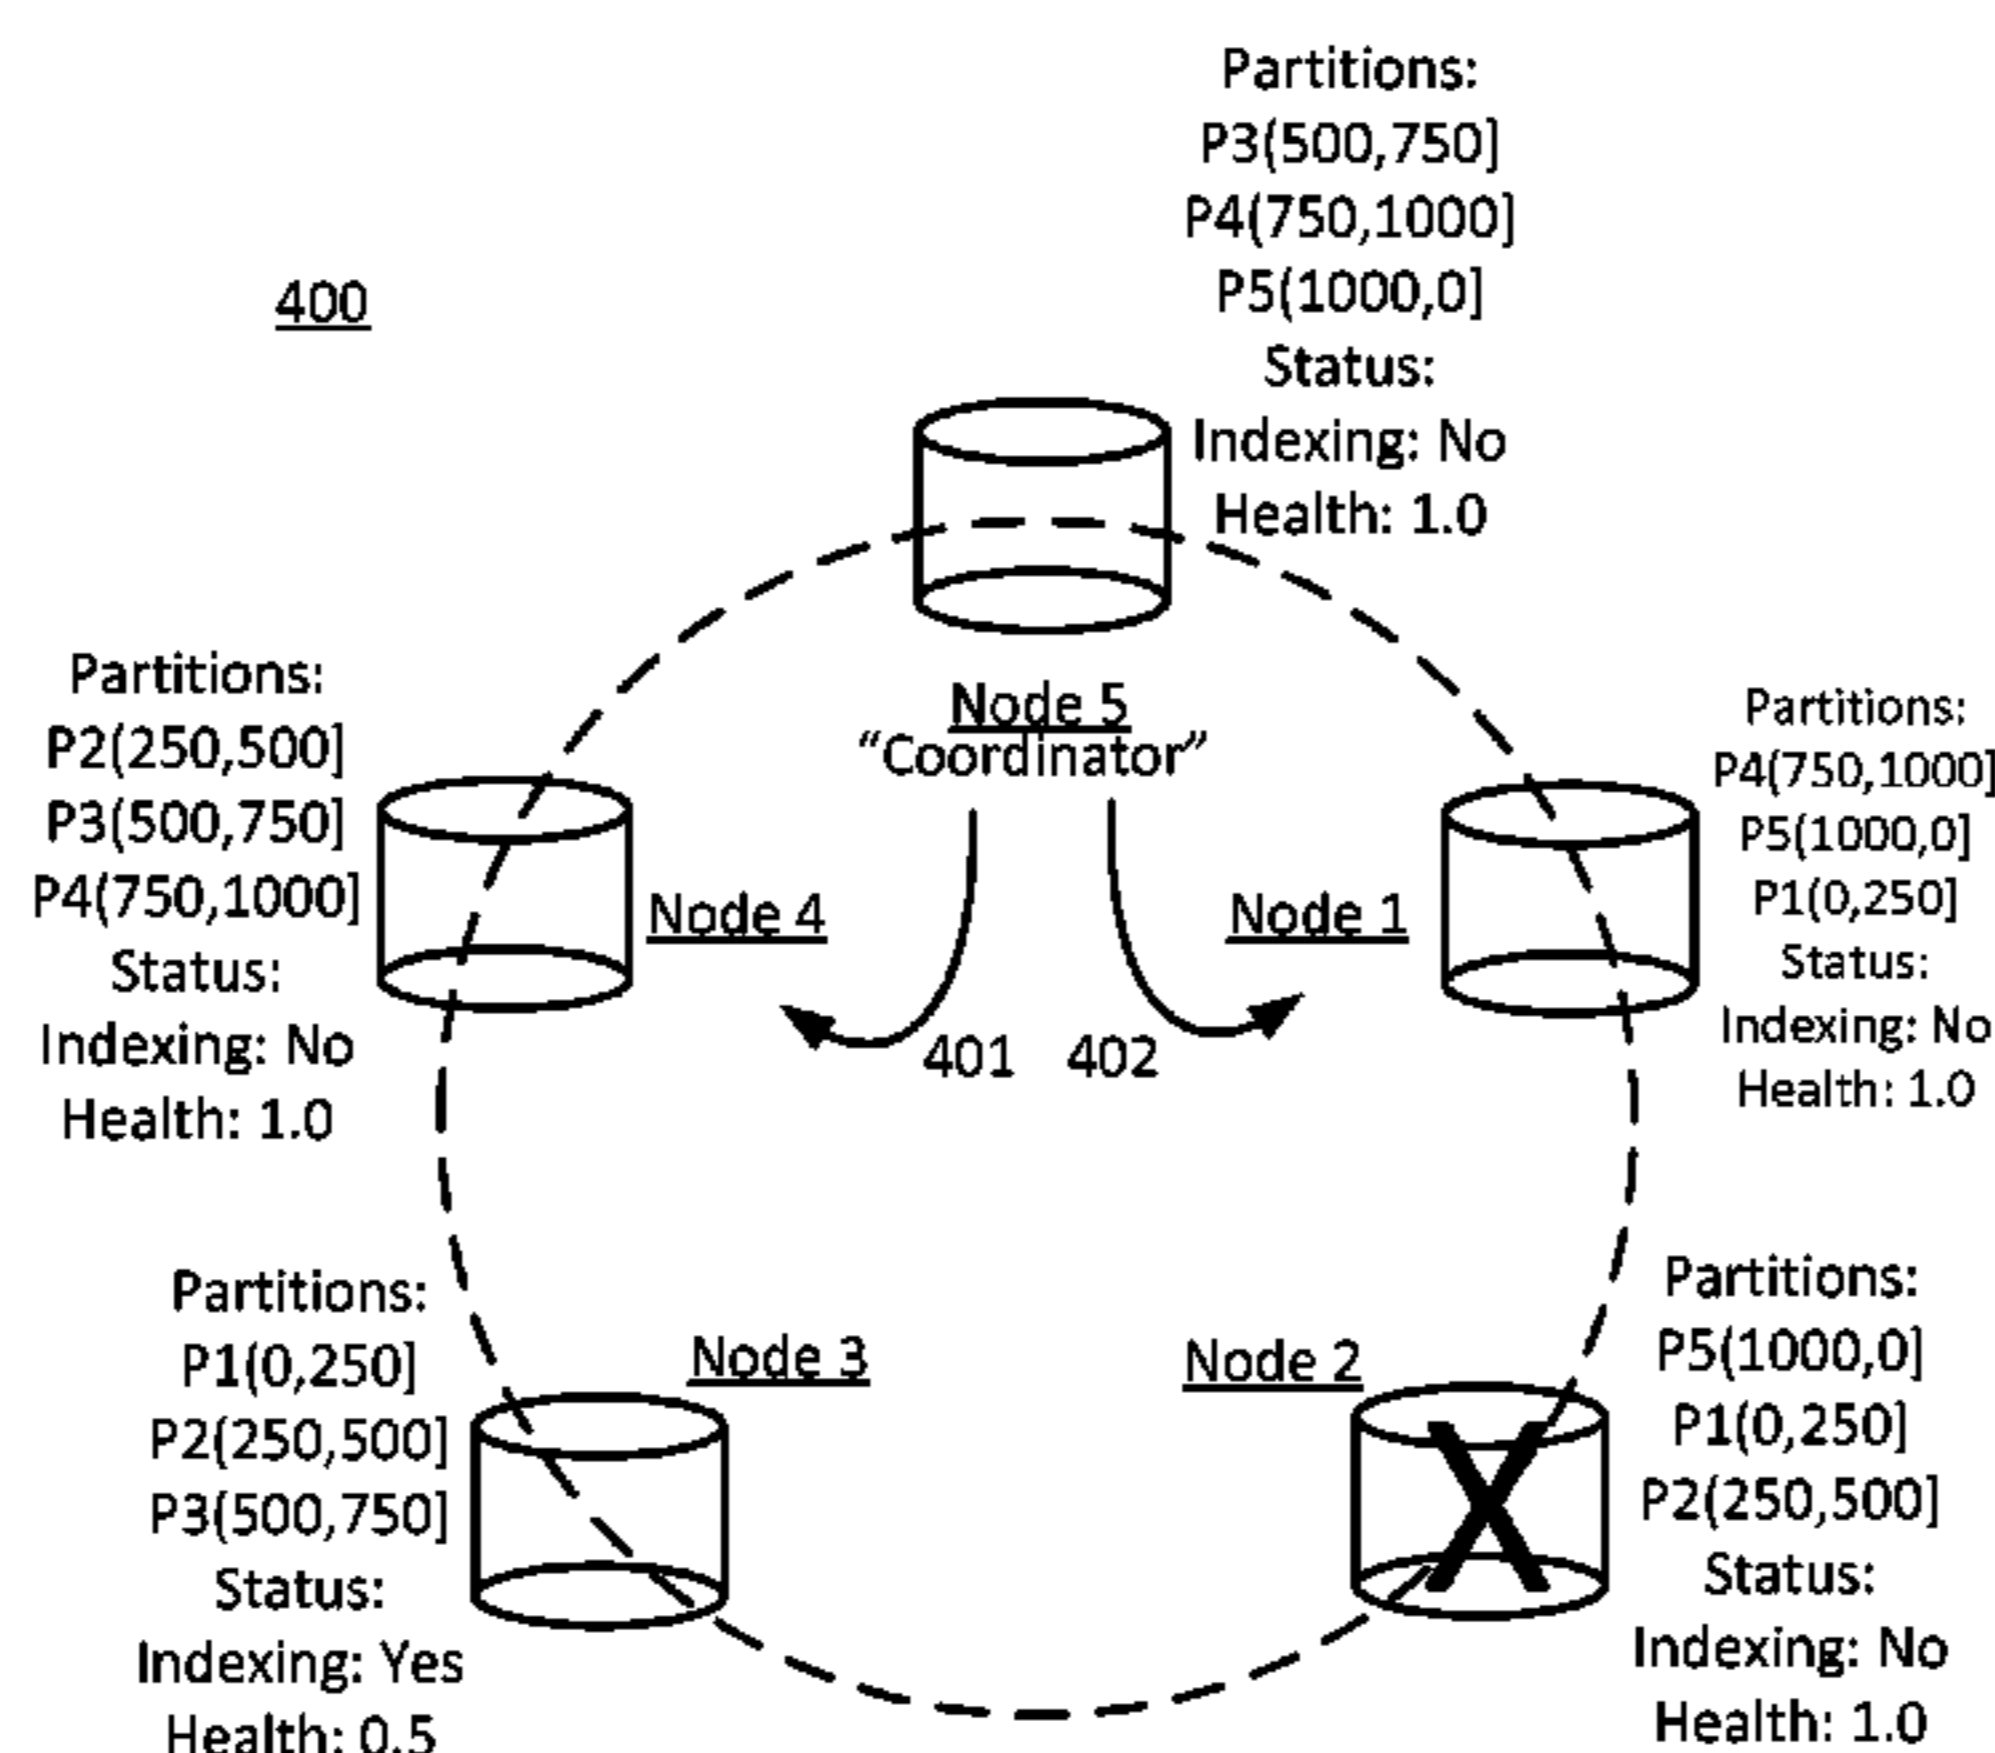 400
Partitions:
P3(500,750]
P4(750,1000]
P5(1000,0]
Status:
Indexing: No
Health: 1.0
Node 5
“Coordinator”
Partitions:
P2(250,500]
P3(500,750]
P4(750,1000]
Status:
Indexing: No
Health: 1.0
Node 4
401
402
Node 1
Partitions:
P4(750,1000]
P5(1000,0]
P1(0,250]
Status:
Indexing: No
Health: 1.0
Partitions:
P1(0,250]
P2(250,500]
P3(500,750]
Status:
Indexing: Yes
Health: 0.5
Node 3
Node 2
X
Partitions:
P5(1000,0]
P1(0,250]
P2(250,500]
Status:
Indexing: No
Health: 1.0